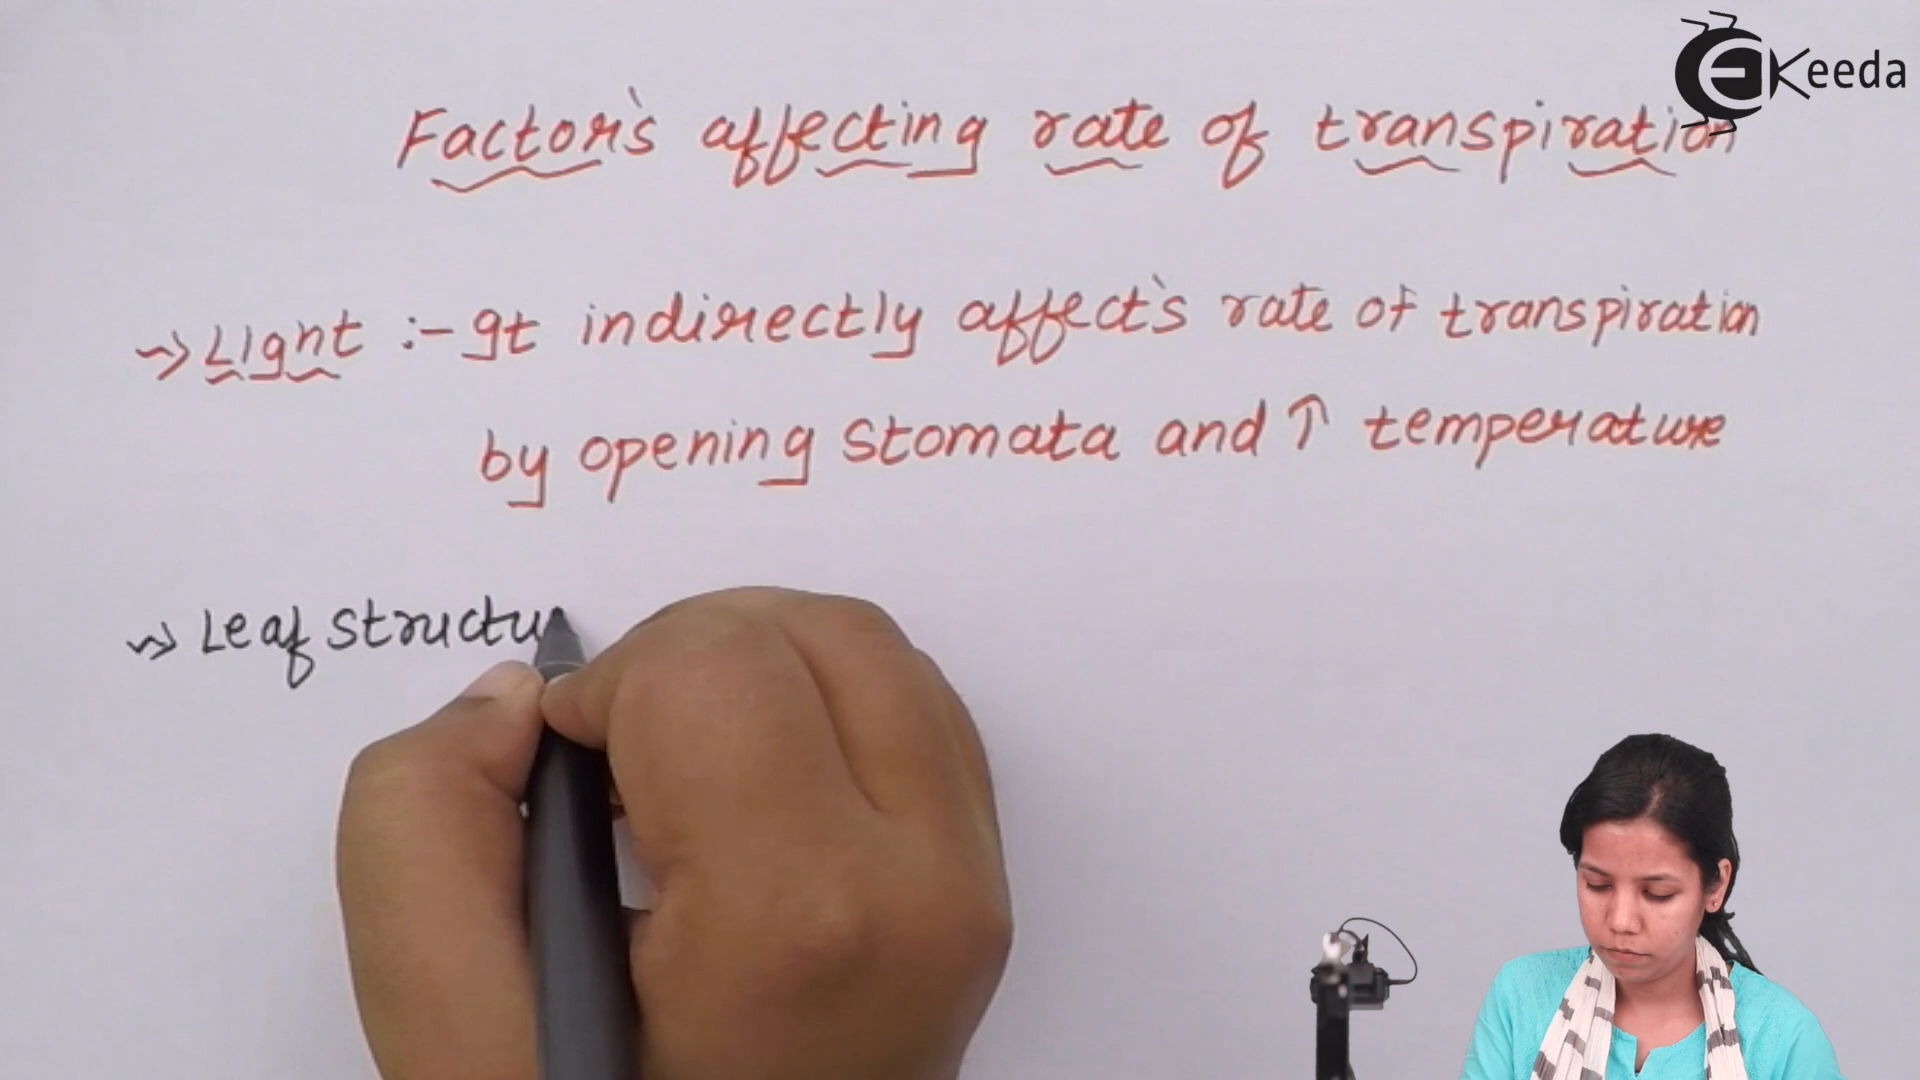 EKeeda
Factor's affecting rate of transpiration
Light :- It indirectly affect's rate of transpiration
by opening stomata and ↑ temperature
Leaf structu